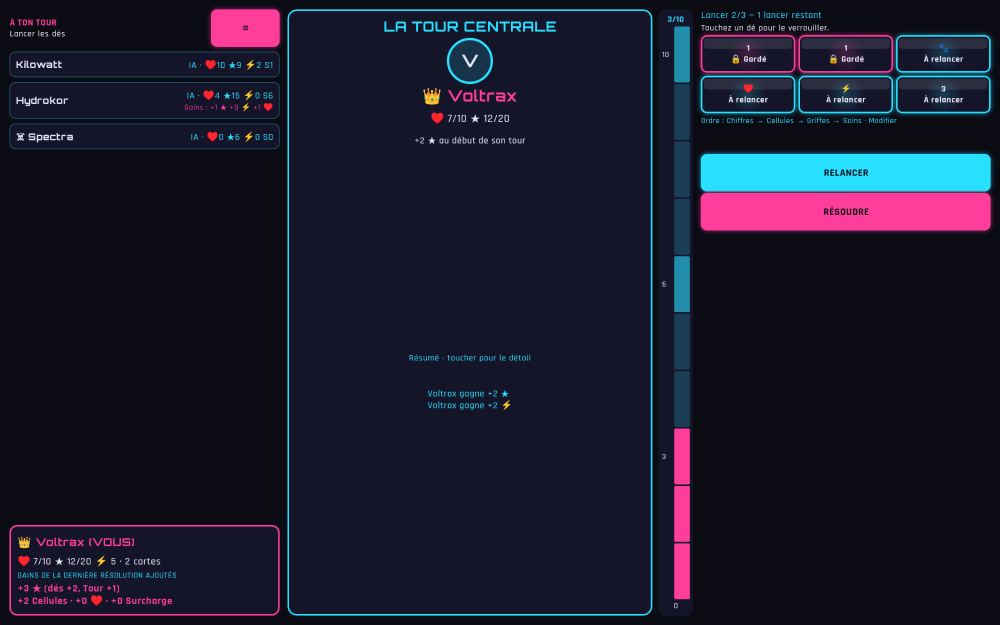 À TON TOUR
Lancer les dés
≡
Kilowatt
IA · ❤️10 ★9 ⚡2 S1
Hydrokor
IA · ❤️4 ★15 ⚡0 S6
Gains : +1 ★ +0 ⚡ +1 ❤️
☠️ Spectra
IA · ❤️0 ★6 ⚡0 S0
👑 Voltrax (VOUS)
❤️ 7/10 ★ 12/20 ⚡ 5 · 2 cartes
GAINS DE LA DERNIÈRE RÉSOLUTION AJOUTÉS
+3 ★ (dés +2, Tour +1)
+2 Cellules · +0 ❤️ · +0 Surcharge
LA TOUR CENTRALE
V
👑 Voltrax
❤️ 7/10 ★ 12/20
+2 ★ au début de son tour
Résumé · toucher pour le détail
Voltrax gagne +2 ★
Voltrax gagne +2 ⚡
3/10
10
6
3
0
Lancer 2/3 — 1 lancer restant
Touchez un dé pour le verrouiller.
1
🔒 Gardé
1
🔒 Gardé
🐾
À relancer
❤️
À relancer
⚡
À relancer
3
À relancer
Ordre : Chiffres → Cellules → Griffes → Soins · Modifier
RELANCER
RÉSOUDRE